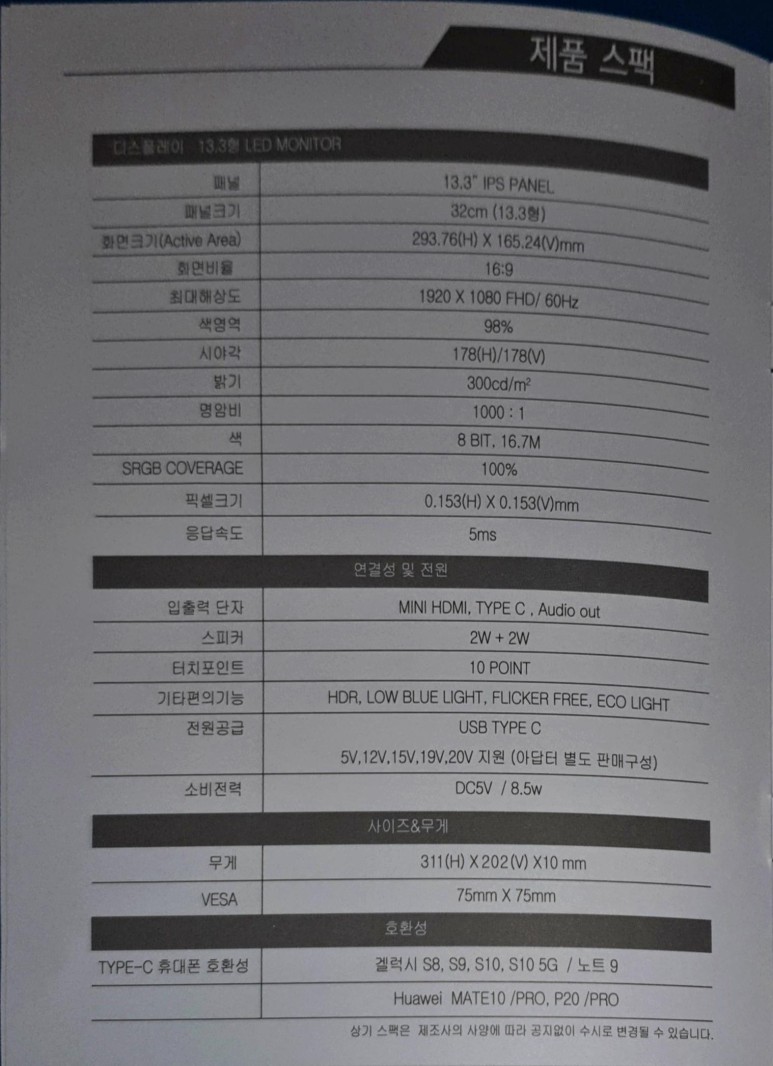 제품 스팩
디스플레이 13.3형 LED MONITOR
패널 13.3" IPS PANEL
패널크기 32cm (13.3형)
화면크기(Active Area) 293.76(H) X 165.24(V)mm
화면비율 16:9
최대해상도 1920 X 1080 FHD/ 60Hz
색영역 98%
시야각 178(H)/178(V)
밝기 300cd/m²
명암비 1000 : 1
색 8 BIT, 16.7M
SRGB COVERAGE 100%
픽셀크기 0.153(H) X 0.153(V)mm
응답속도 5ms
연결성 및 전원
입출력 단자 MINI HDMI, TYPE C , Audio out
스피커 2W + 2W
터치포인트 10 POINT
기타편의기능 HDR, LOW BLUE LIGHT, FLICKER FREE, ECO LIGHT
전원공급 USB TYPE C
5V,12V,15V,19V,20V 지원 (아답터 별도 판매구성)
소비전력 DC5V / 8.5w
사이즈&무게
무게 311(H) X 202(V) X10 mm
VESA 75mm X 75mm
호환성
TYPE-C 휴대폰 호환성 겔럭시 S8, S9, S10, S10 5G / 노트 9
Huawei MATE10 /PRO, P20 /PRO
상기 스팩은 제조사의 사양에 따라 공지없이 수시로 변경될 수 있습니다.